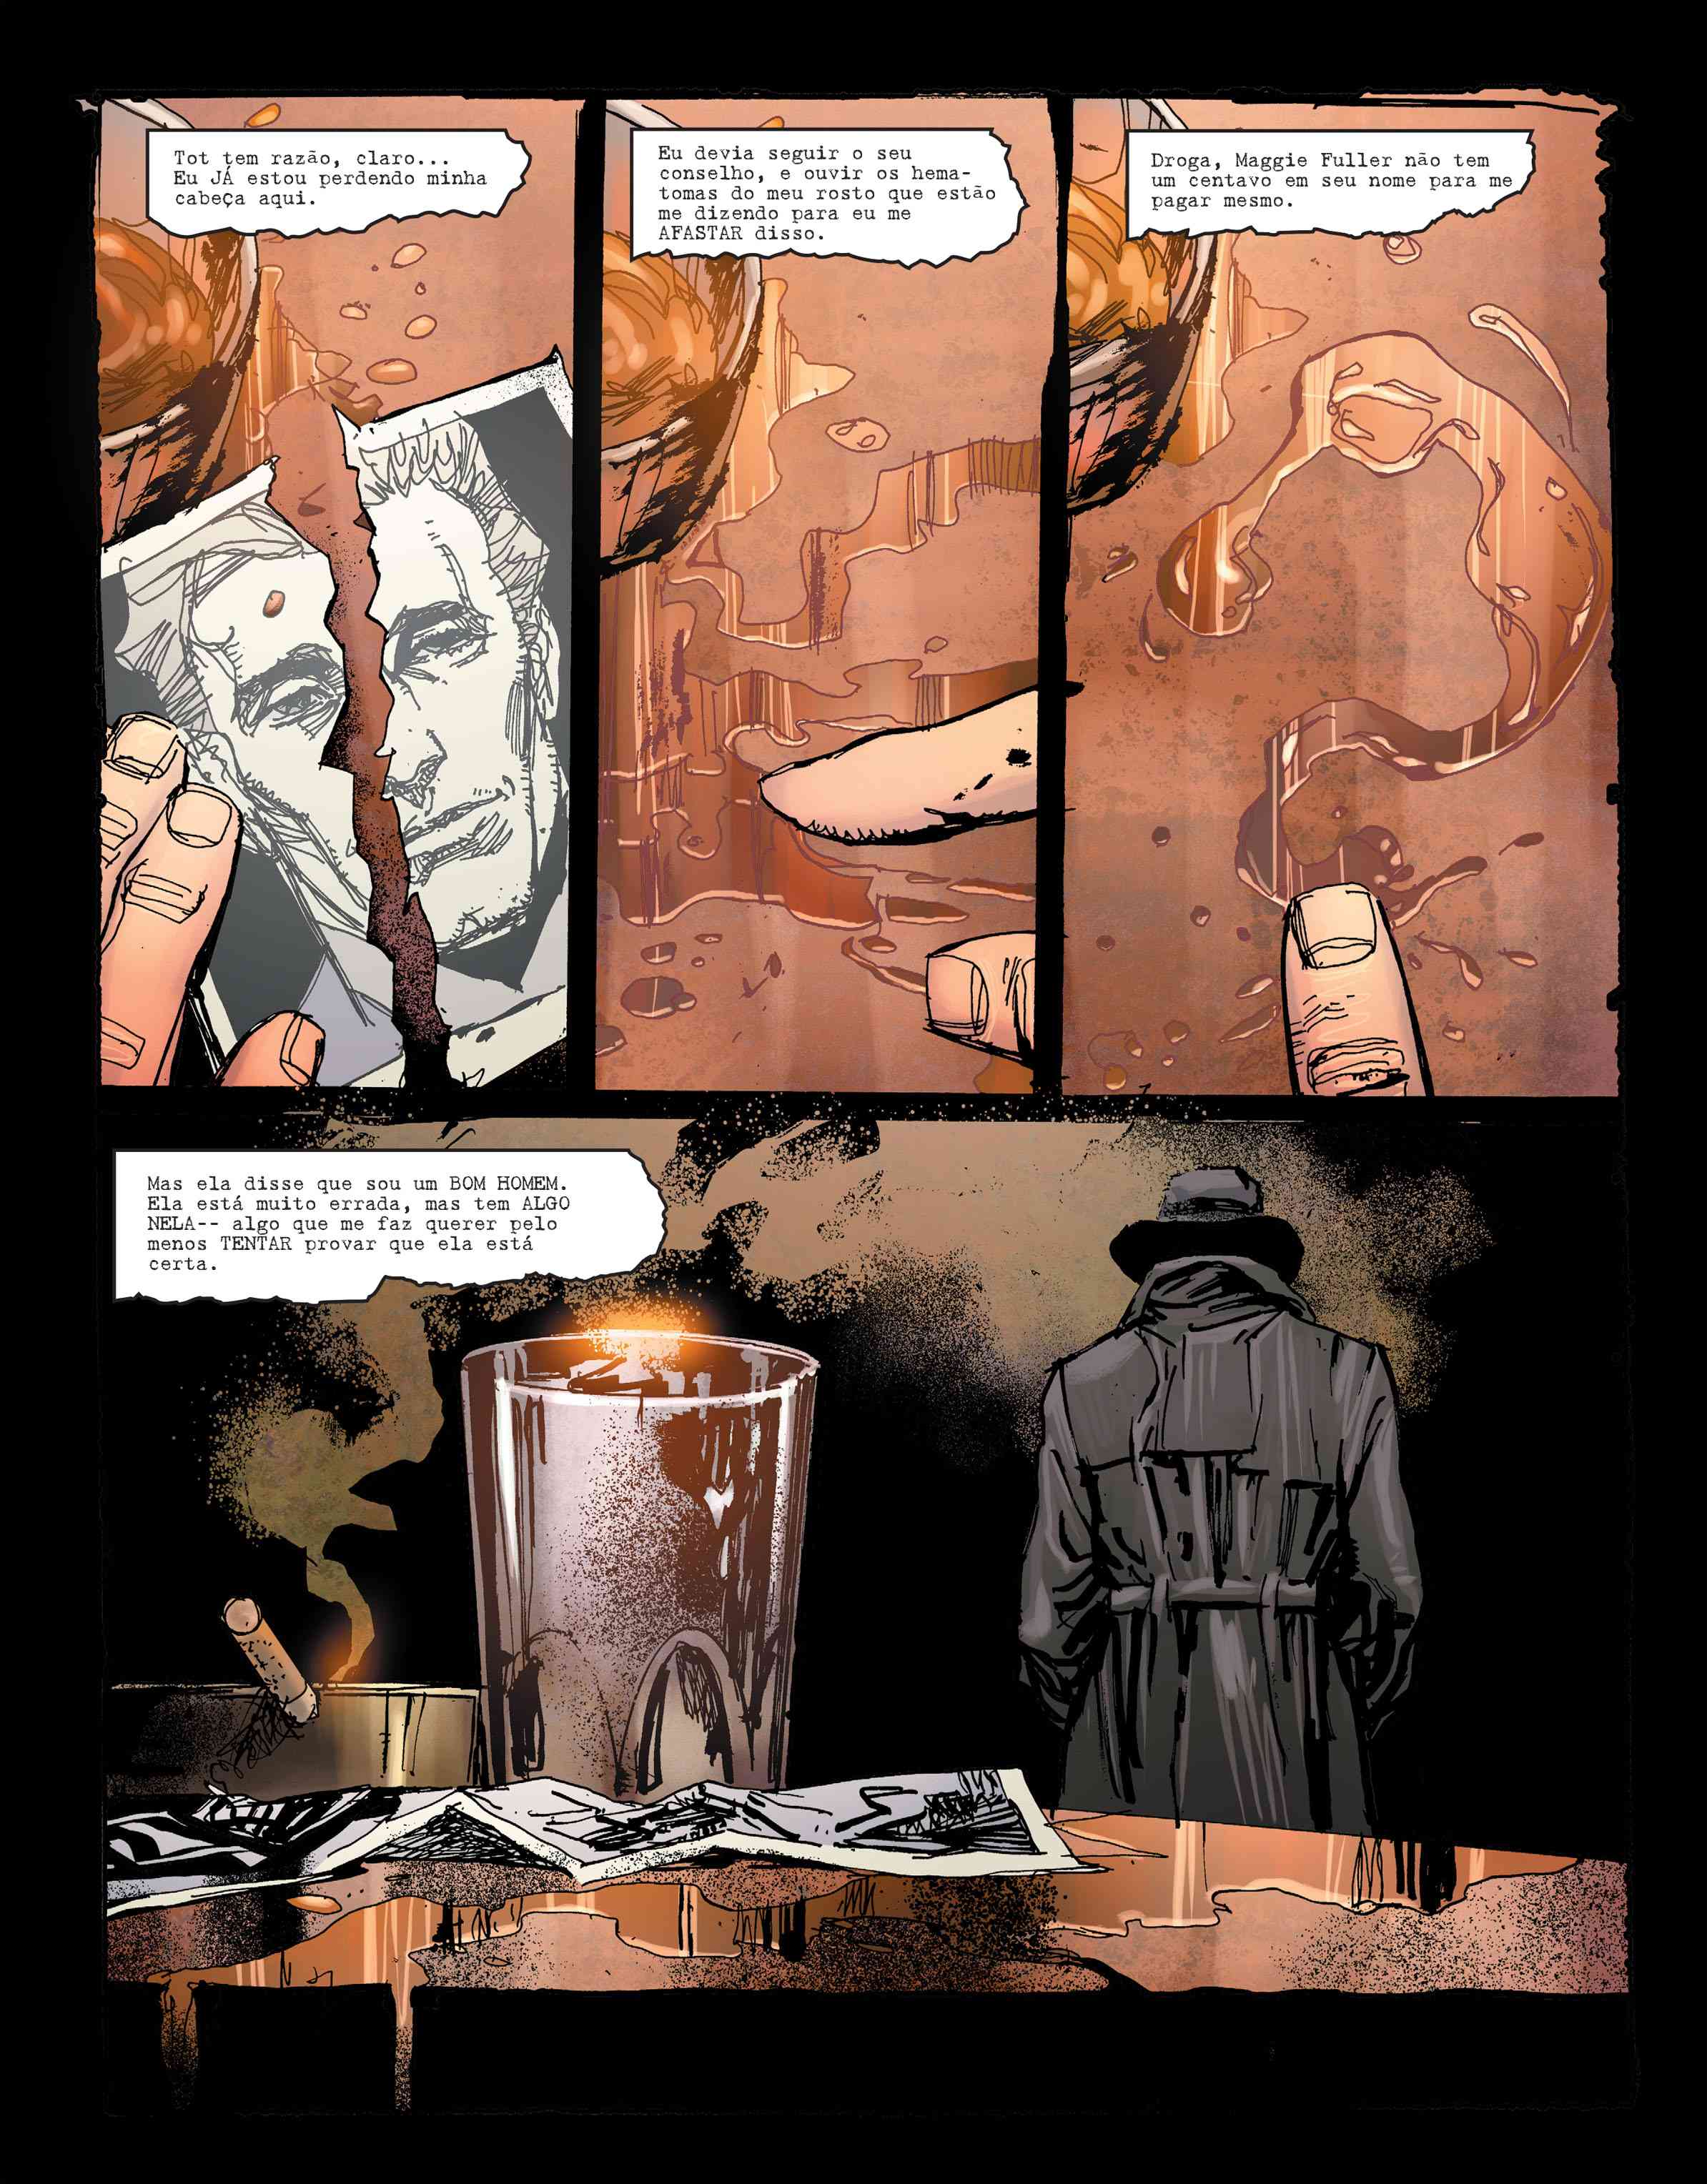 Tot tem razão, claro...
Eu JÁ estou perdendo minha
cabeça aqui.
Eu devia seguir o seu
conselho, e ouvir os hema-
tomas do meu rosto que estão
me dizendo para eu me
AFASTAR disso.
Droga, Maggie Fuller não tem
um centavo em seu nome para me
pagar mesmo.
Mas ela disse que sou um BOM HOMEM.
Ela está muito errada, mas tem ALGO
NELA-- algo que me faz querer pelo
menos TENTAR provar que ela está
certa.